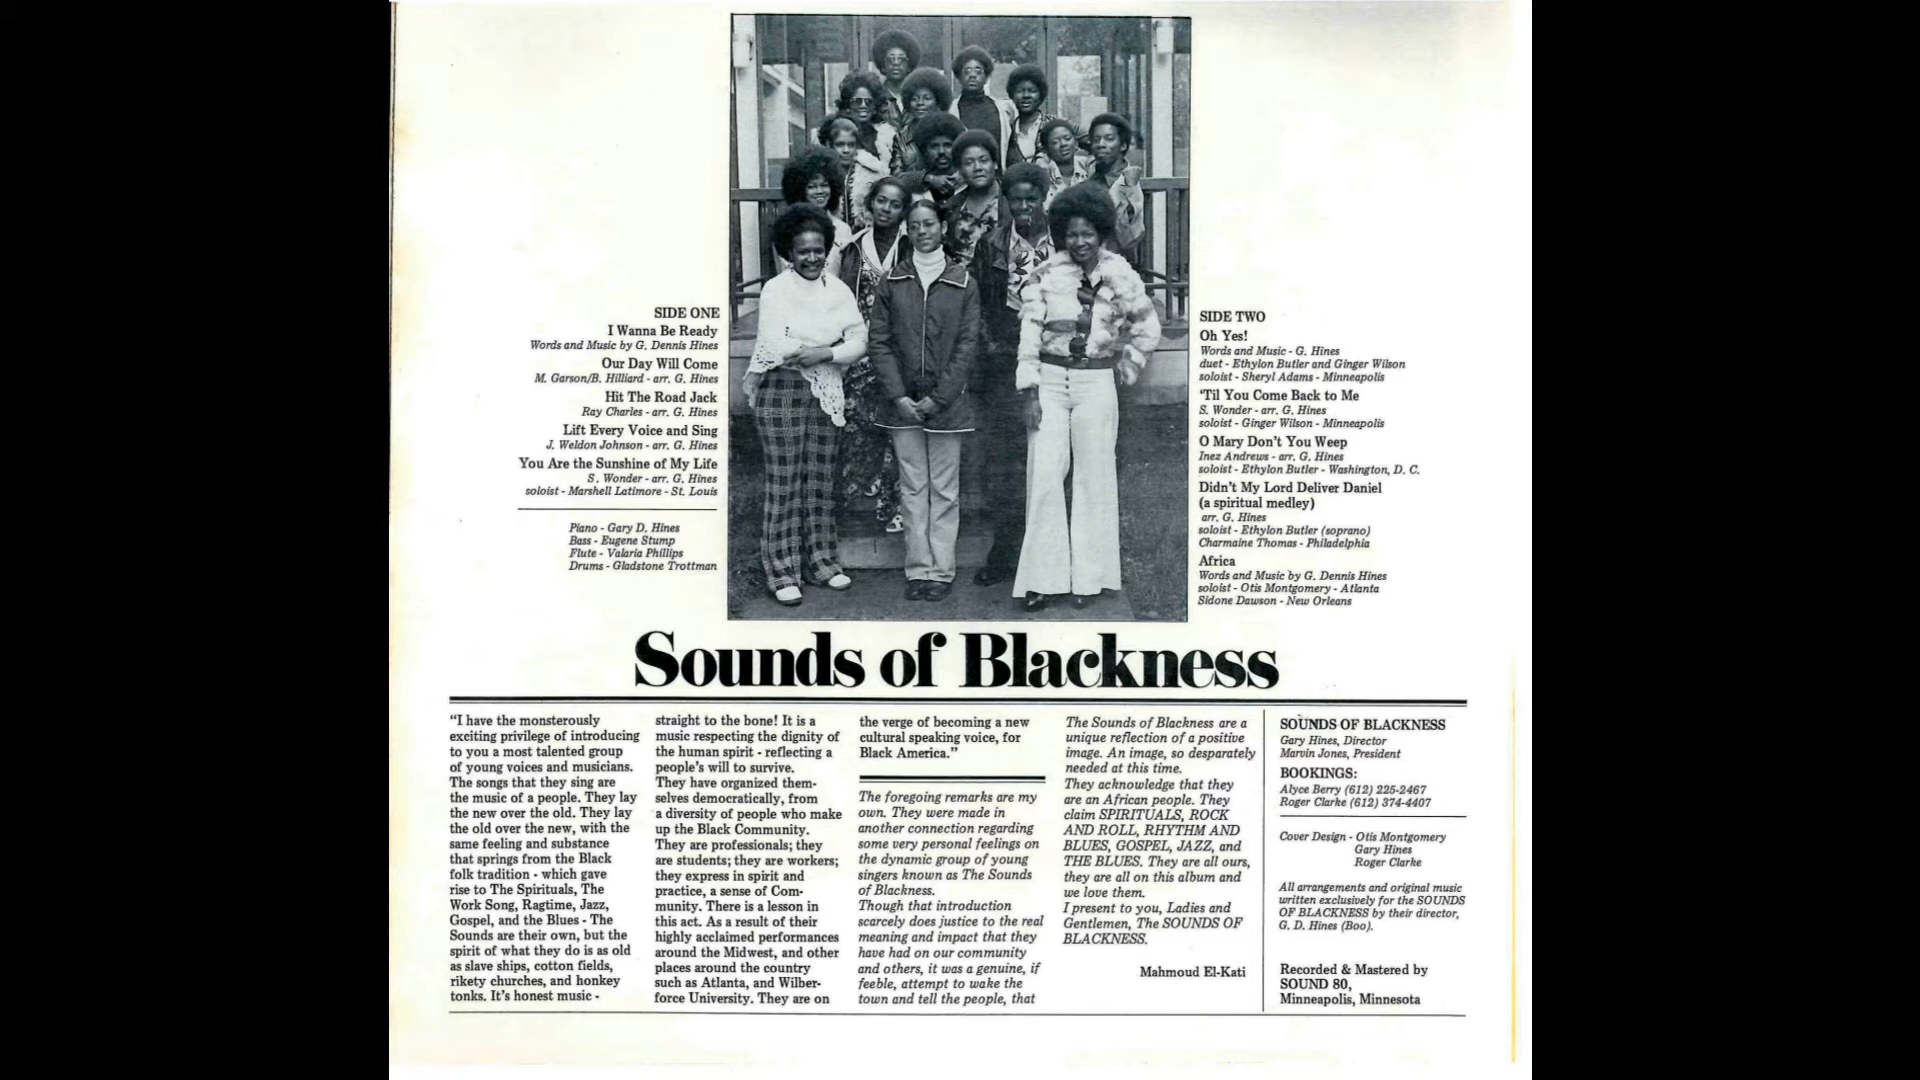 SIDE ONE
I Wanna Be Ready
Words and Music by G. Dennis Hines
Our Day Will Come
M. Garson/B. Hilliard - arr. G. Hines
Hit The Road Jack
Ray Charles - arr. G. Hines
Lift Every Voice and Sing
J. Weldon Johnson - arr. G. Hines
You Are the Sunshine of My Life
S. Wonder - arr. G. Hines
soloist - Marshell Latimore - St. Louis
Piano - Gary D. Hines
Bass - Eugene Stump
Flute - Valaria Phillips
Drums - Gladstone Trottman
SIDE TWO
Oh Yes!
Words and Music - G. Hines
duet - Ethylon Butler and Ginger Wilson
soloist - Sheryl Adams - Minneapolis
'Til You Come Back to Me
S. Wonder - arr. G. Hines
soloist - Ginger Wilson - Minneapolis
O Mary Don't You Weep
Inez Andrews - arr. G. Hines
soloist - Ethylon Butler - Washington, D. C.
Didn't My Lord Deliver Daniel
(a spiritual medley)
arr. G. Hines
soloist - Ethylon Butler (soprano)
Charmaine Thomas - Philadelphia
Africa
Words and Music by G. Dennis Hines
soloist - Otis Montgomery - Atlanta
Sidone Dawson - New Orleans
Sounds of Blackness
"I have the monsterously
exciting privilege of introducing
to you a most talented group
of young voices and musicians.
The songs that they sing are
the music of a people. They lay
the new over the old. They lay
the old over the new, with the
same feeling and substance
that springs from the Black
folk tradition - which gave
rise to The Spirituals, The
Work Song, Ragtime, Jazz,
Gospel, and the Blues - The
Sounds are their own, but the
spirit of what they do is as old
as slave ships, cotton fields,
rikety churches, and honkey
tonks. It's honest music -
straight to the bone! It is a
music respecting the dignity of
the human spirit - reflecting a
people's will to survive.
They have organized them-
selves democratically, from
a diversity of people who make
up the Black Community.
They are professionals; they
are students; they are workers;
they express in spirit and
practice, a sense of Com-
munity. There is a lesson in
this act. As a result of their
highly acclaimed performances
around the Midwest, and other
places around the country
such as Atlanta, and Wilber-
force University. They are on
the verge of becoming a new
cultural speaking voice, for
Black America."
The foregoing remarks are my
own. They were made in
another connection regarding
some very personal feelings on
the dynamic group of young
singers known as The Sounds
of Blackness.
Though that introduction
scarcely does justice to the real
meaning and impact that they
have had on our community
and others, it was a genuine, if
feeble, attempt to wake the
town and tell the people, that
The Sounds of Blackness are a
unique reflection of a positive
image. An image, so desparately
needed at this time.
They acknowledge that they
are an African people. They
claim SPIRITUALS, ROCK
AND ROLL, RHYTHM AND
BLUES, GOSPEL, JAZZ, and
THE BLUES. They are all ours,
they are all on this album and
we love them.
I present to you, Ladies and
Gentlemen, The SOUNDS OF
BLACKNESS.
Mahmoud El-Kati
SOUNDS OF BLACKNESS
Gary Hines, Director
Marvin Jones, President
BOOKINGS:
Alyce Berry (612) 225-2467
Roger Clarke (612) 374-4407
Cover Design - Otis Montgomery
Gary Hines
Roger Clarke
All arrangements and original music
written exclusively for the SOUNDS
OF BLACKNESS by their director,
G. D. Hines (Boo).
Recorded & Mastered by
SOUND 80,
Minneapolis, Minnesota